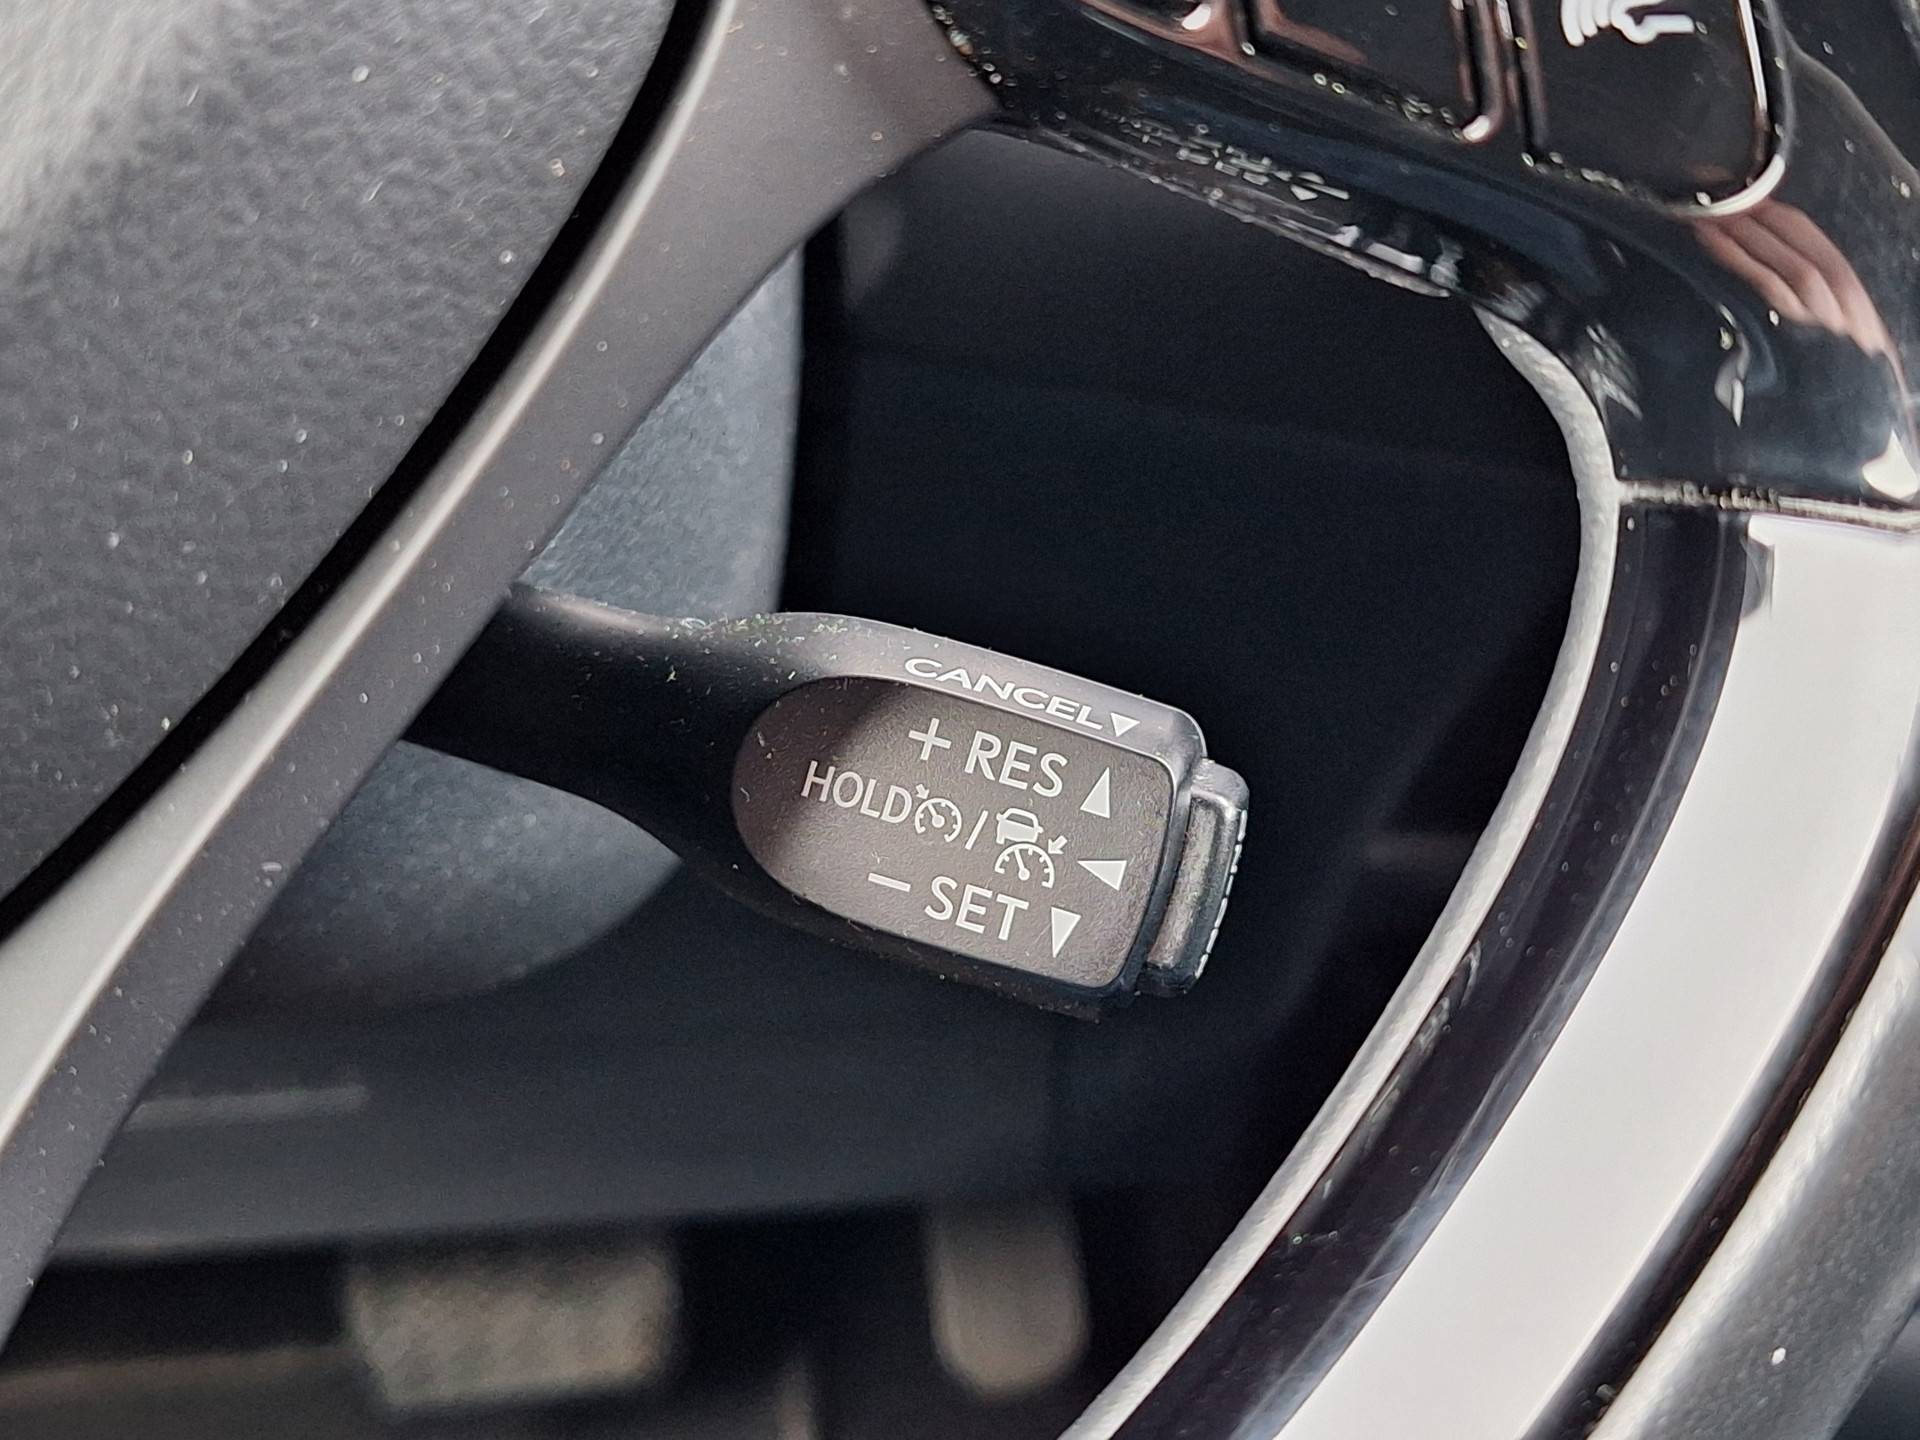 CANCEL▼
+ RES ▲
HOLD / ◀
− SET ▼